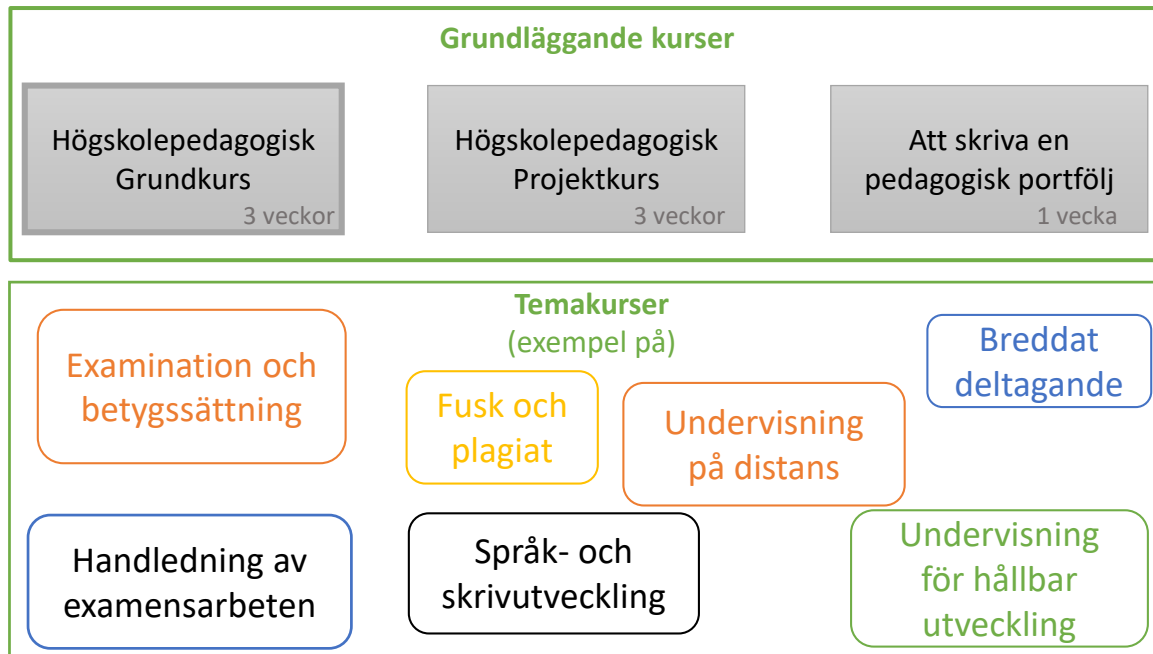 Grundläggande kurser
Högskolepedagogisk
Grundkurs
3 veckor
Högskolepedagogisk
Projektkurs
3 veckor
Att skriva en
pedagogisk portfölj
1 vecka
Temakurser
(exempel på)
Examination och
betygssättning
Fusk och
plagiat
Undervisning
på distans
Breddat
deltagande
Handledning av
examensarbeten
Språk- och
skrivutveckling
Undervisning
för hållbar
utveckling